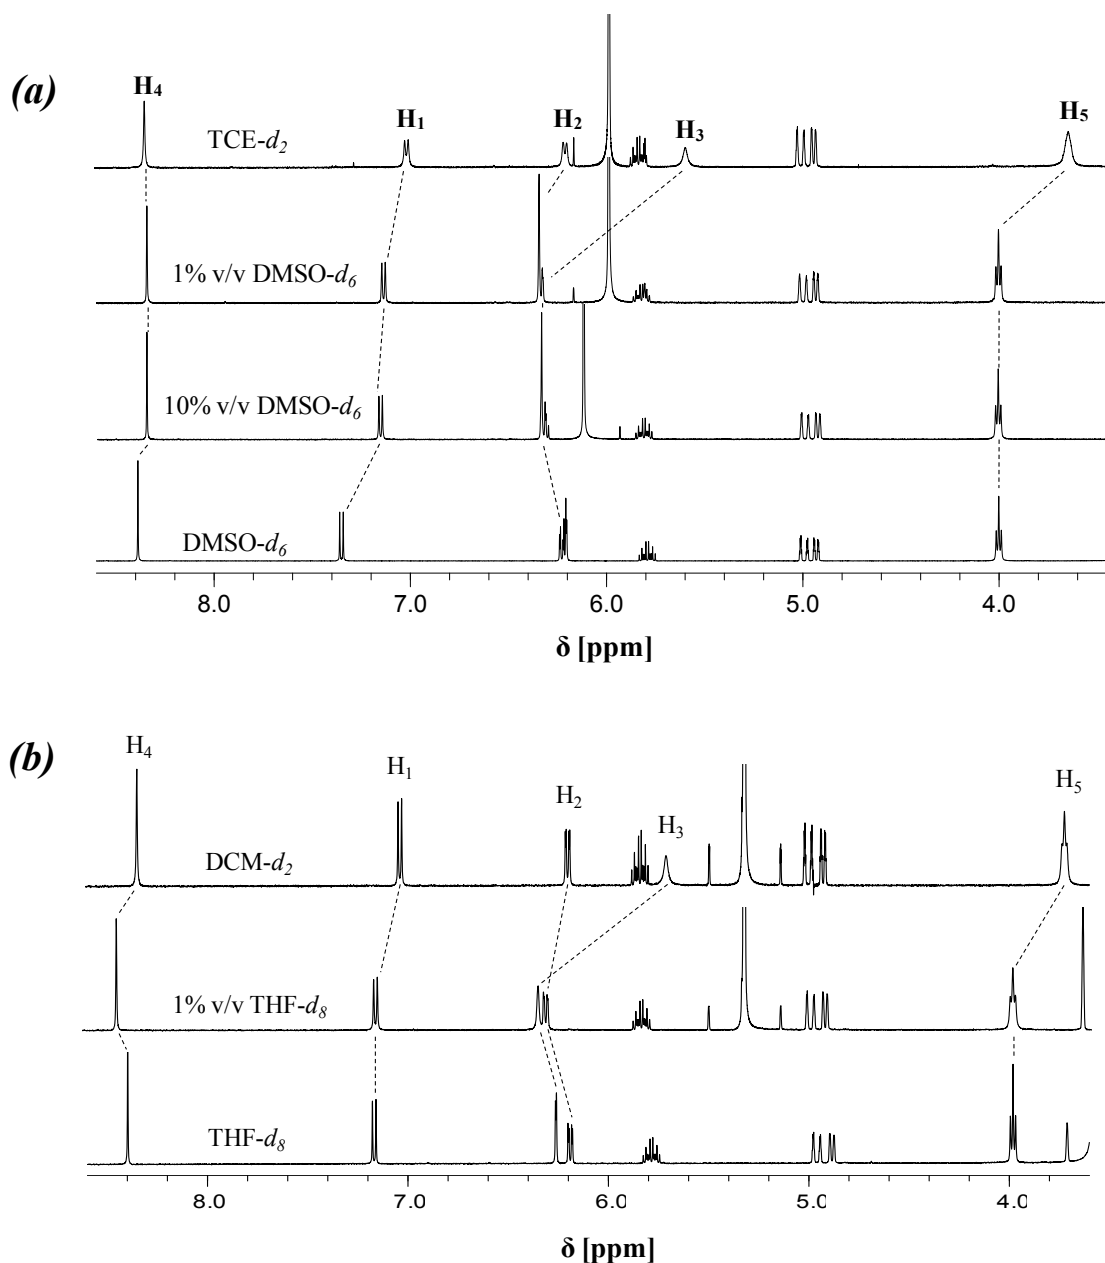 (a)
H4 H1 H2 H3 H5
TCE-d2
1% v/v DMSO-d6
10% v/v DMSO-d6
DMSO-d6
8.0 7.0 6.0 5.0 4.0
δ [ppm]
(b)
H4 H1 H2 H3 H5
DCM-d2
1% v/v THF-d8
THF-d8
8.0 7.0 6.0 5.0 4.0
δ [ppm]